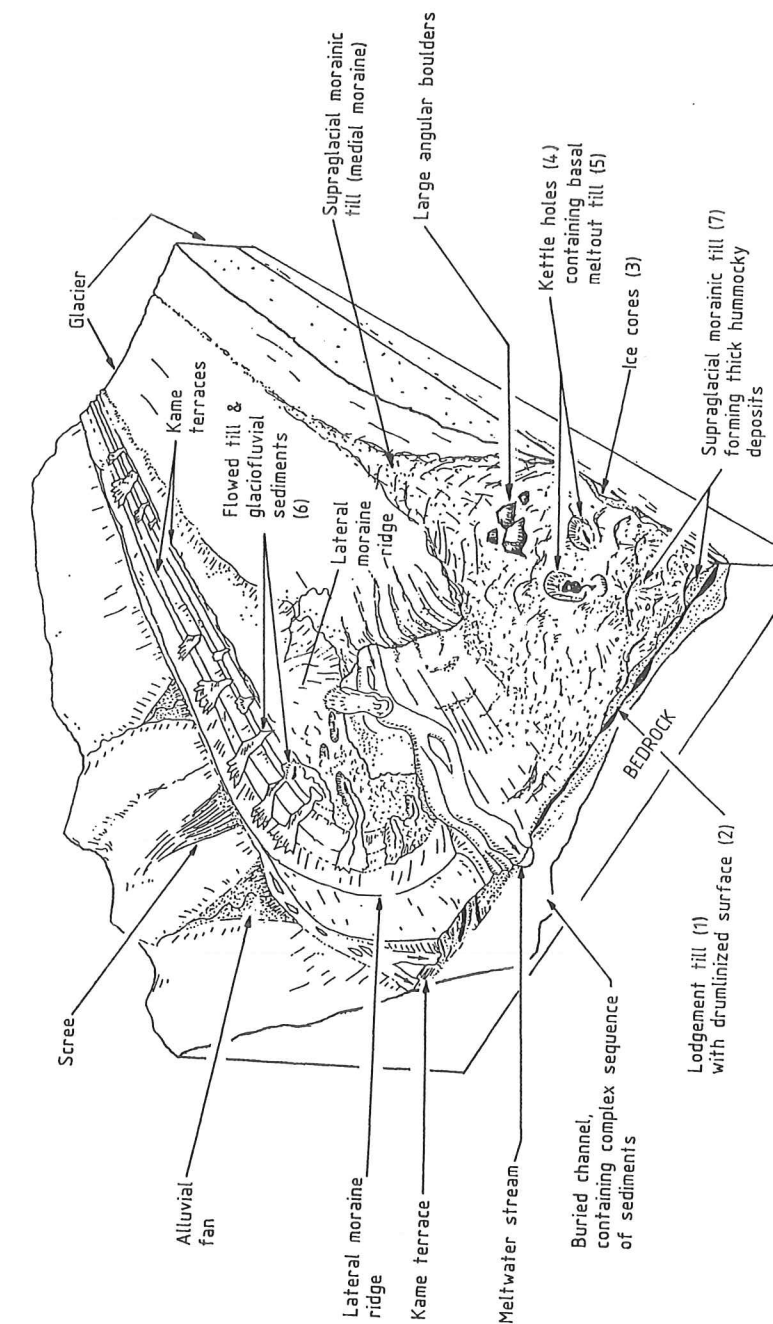 Glacier
Kame
terraces
Flowed till &
glaciofluvial
sediments
(6)
Lateral
moraine
ridge
Supraglacial morainic
till (medial moraine)
Large angular boulders
Kettle holes (4)
containing basal
meltout till (5)
Ice cores (3)
Supraglacial morainic till (7)
forming thick hummocky
deposits
Scree
Alluvial
fan
Lateral moraine
ridge
Kame terrace
Meltwater stream
Buried channel,
containing complex sequence
of sediments
Lodgement till (1)
with drumlinized surface (2)
BEDROCK